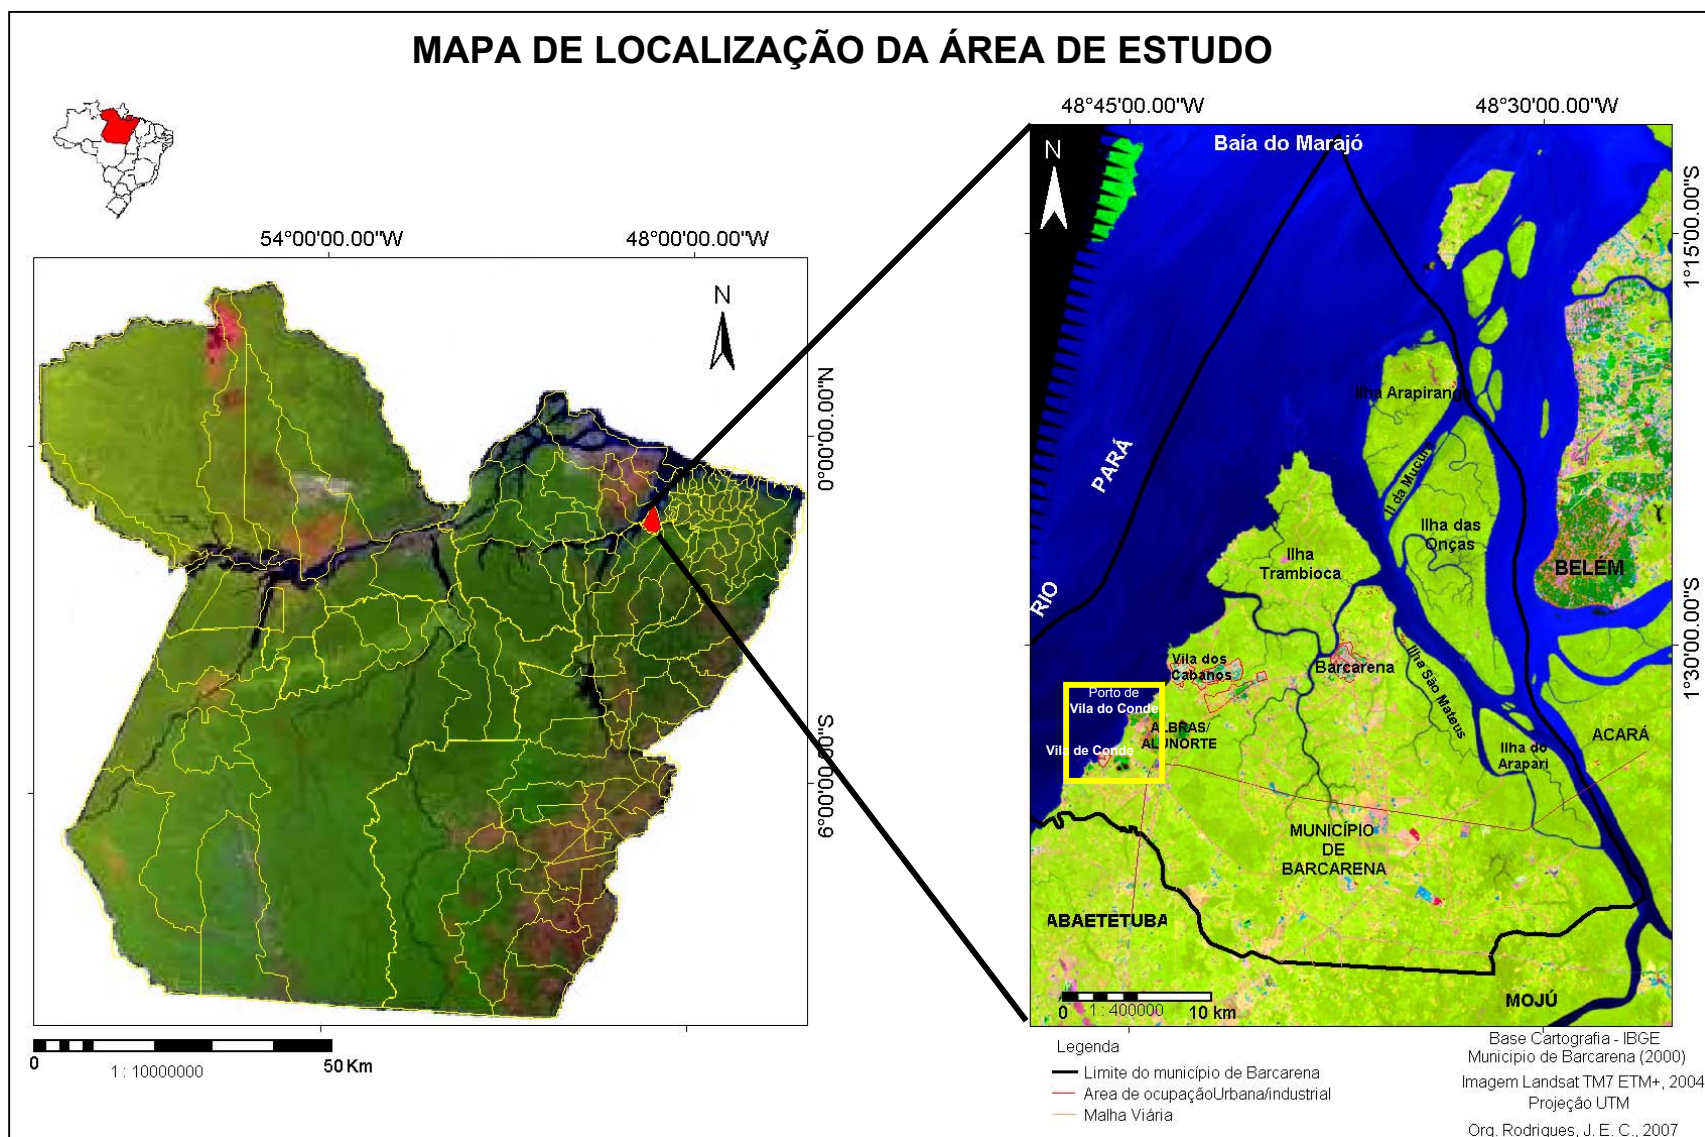 MAPA DE LOCALIZAÇÃO DA ÁREA DE ESTUDO
54°00'00.00"W
48°00'00.00"W
N
0°00'00.00"N
6°00'00.00"S
0
50 Km
1 : 10000000
48°45'00.00"W
48°30'00.00"W
N
Baía do Marajó
1°15'00.00"S
Ilha Arapiranga
PARÁ
RIO
Il da Mucura
Ilha das
Onças
Ilha
Trambioca
BELÉM
1°30'00.00"S
Vila dos
Cabanos
Barcarena
Ilha São Mateus
Porto de
Vila do Conde
ALBRAS/
ALUNORTE
Vila de Conde
ACARÁ
Ilha do
Arapari
MUNICÍPIO
DE
BARCARENA
ABAETETUBA
MOJÚ
0
1 : 400000
10 km
Legenda
Limite do município de Barcarena
Area de ocupaçãoUrbana/industrial
Malha Viária
Base Cartografia - IBGE
Municipio de Barcarena (2000)
Imagem Landsat TM7 ETM+, 2004
Projeção UTM
Org. Rodrigues, J. E. C., 2007